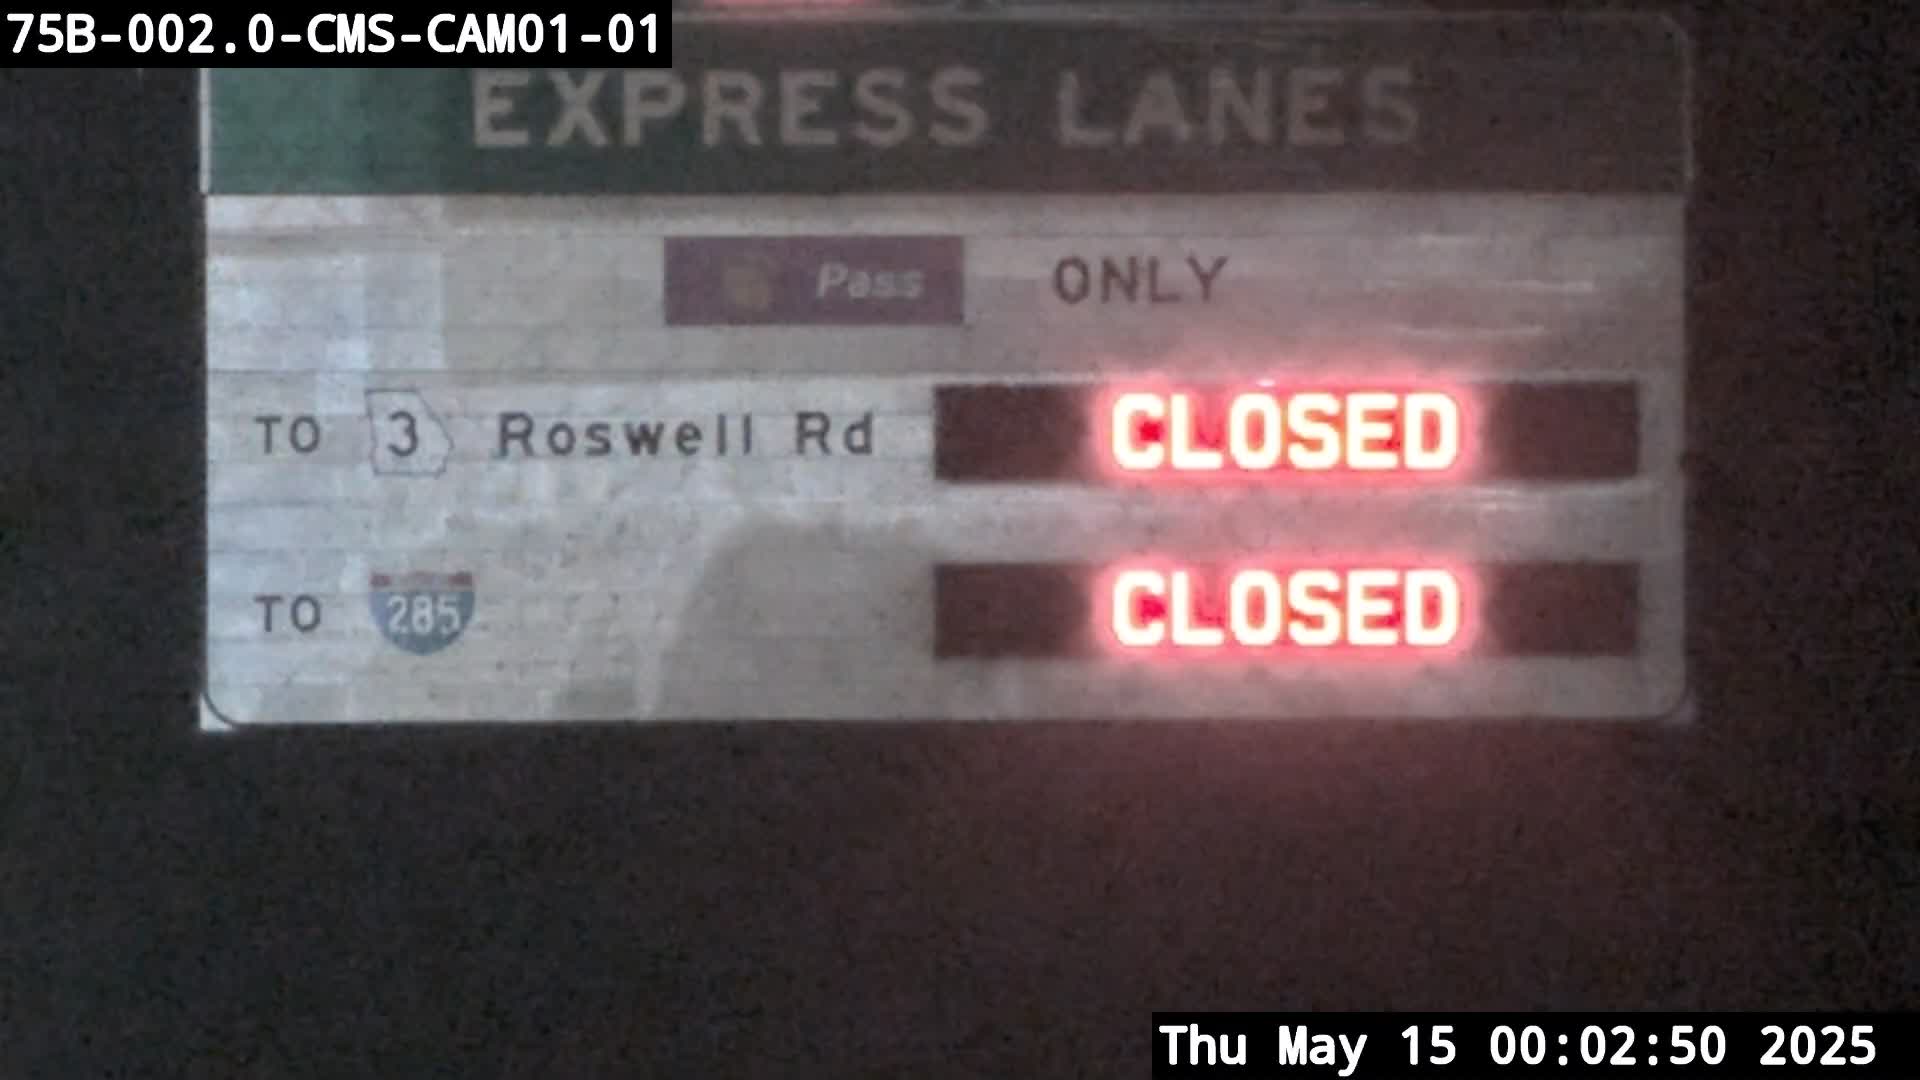 75B-002.0-CMS-CAM01-01
EXPRESS LANES
Pass ONLY
TO 3 Roswell Rd CLOSED
TO 285 CLOSED
Thu May 15 00:02:50 2025